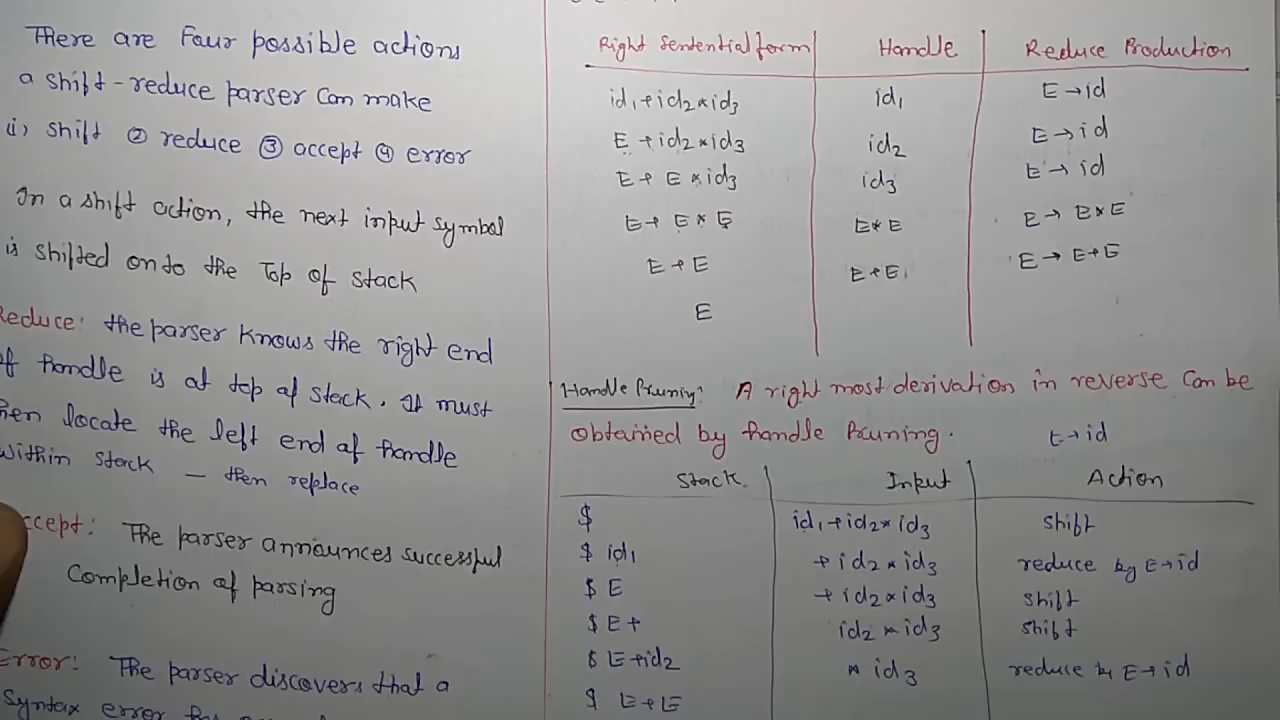 There are Four possible actions
a shift-reduce parser can make
(i) shift ② reduce ③ accept ④ error
In a shift action, the next input symbol
is shifted on to the Top of stack
Reduce: the parser knows the right end
of handle is at top of stack. It must
then locate the left end of handle
within stack — then replace
ccept: The parser announces successful
Completion of parsing
Error: The parser discovers that a
Syntax error
Right Sentential form Handle Reduce Production
id₁+id₂*id₃ id₁ E→id
E+id₂*id₃ id₂ E→id
E+E*id₃ id₃ E→id
E+E*E E*E E→E*E
E+E E+E E→E+E
E
Handle Pruning: A right most derivation in reverse can be
obtained by handle Pruning. E→id
Stack Input Action
$ id₁+id₂*id₃ shift
$ id₁ +id₂*id₃ reduce by E→id
$ E +id₂*id₃ shift
$ E+ id₂*id₃ shift
$ E+id₂ *id₃ reduce by E→id
$ E+E